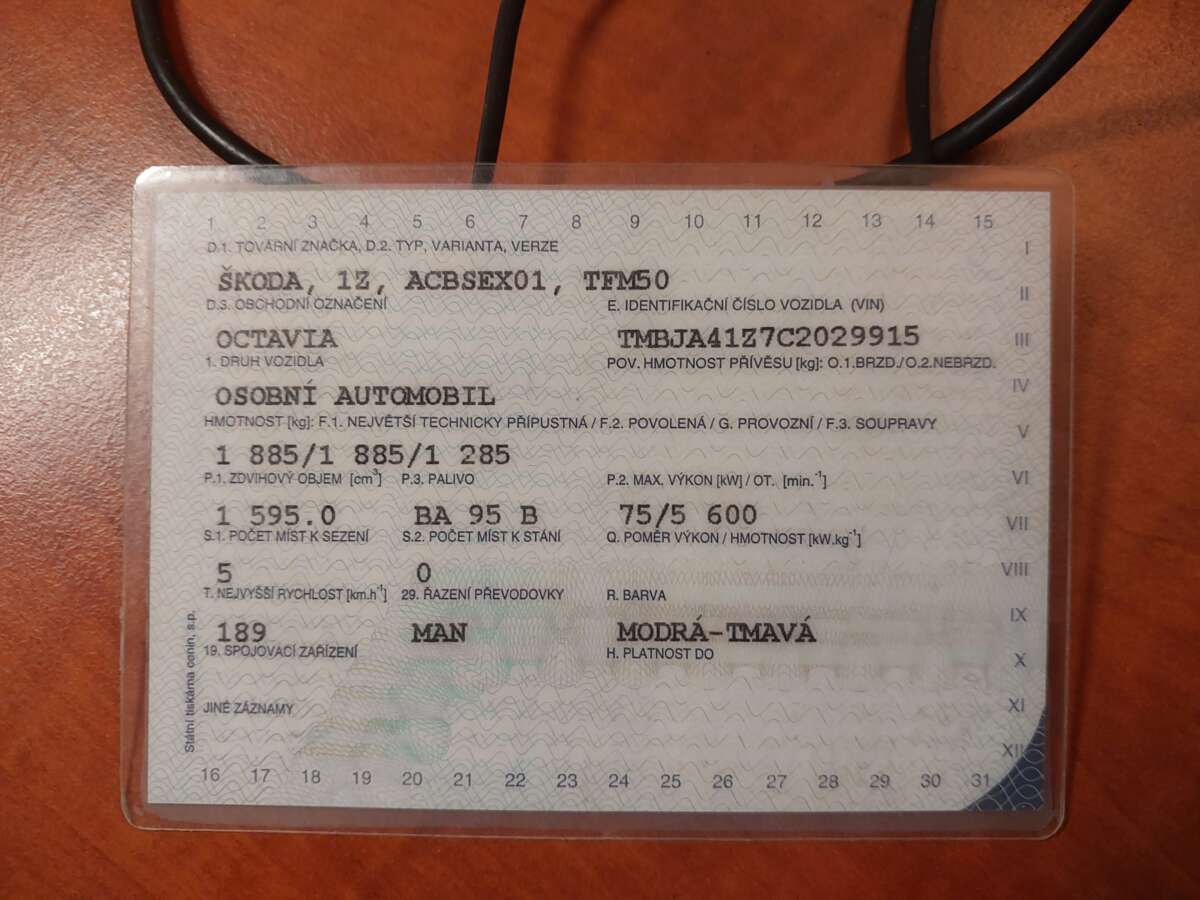 1 2 3 4 5 6 7 8 9 10 11 12 13 14 15
D.1. TOVÁRNÍ ZNAČKA, D.2. TYP, VARIANTA, VERZE
I
ŠKODA, 1Z, ACBSEX01, TFM50
II
D.3. OBCHODNÍ OZNAČENÍ E. IDENTIFIKAČNÍ ČÍSLO VOZIDLA (VIN)
OCTAVIA TMBJA41Z7C2029915
III
1. DRUH VOZIDLA POV. HMOTNOST PŘÍVĚSU [kg]: O.1.BRZD./O.2.NEBRZD.
IV
OSOBNÍ AUTOMOBIL
HMOTNOST [kg]: F.1. NEJVĚTŠÍ TECHNICKY PŘÍPUSTNÁ / F.2. POVOLENÁ / G. PROVOZNÍ / F.3. SOUPRAVY
V
1 885/1 885/1 285
P.1. ZDVIHOVÝ OBJEM [cm³] P.3. PALIVO P.2. MAX. VÝKON [kW] / OT. [min.⁻¹]
VI
1 595.0 BA 95 B 75/5 600
VII
S.1. POČET MÍST K SEZENÍ S.2. POČET MÍST K STÁNÍ Q. POMĚR VÝKON / HMOTNOST [kW.kg⁻¹]
5 0
VIII
T. NEJVYŠŠÍ RYCHLOST [km.h⁻¹] 29. ŘAZENÍ PŘEVODOVKY R. BARVA
IX
189 MAN MODRÁ-TMAVÁ
19. SPOJOVACÍ ZAŘÍZENÍ H. PLATNOST DO
X
JINÉ ZÁZNAMY
XI
XII
16 17 18 19 20 21 22 23 24 25 26 27 28 29 30 31
Státní tiskárna cenin, s.p.